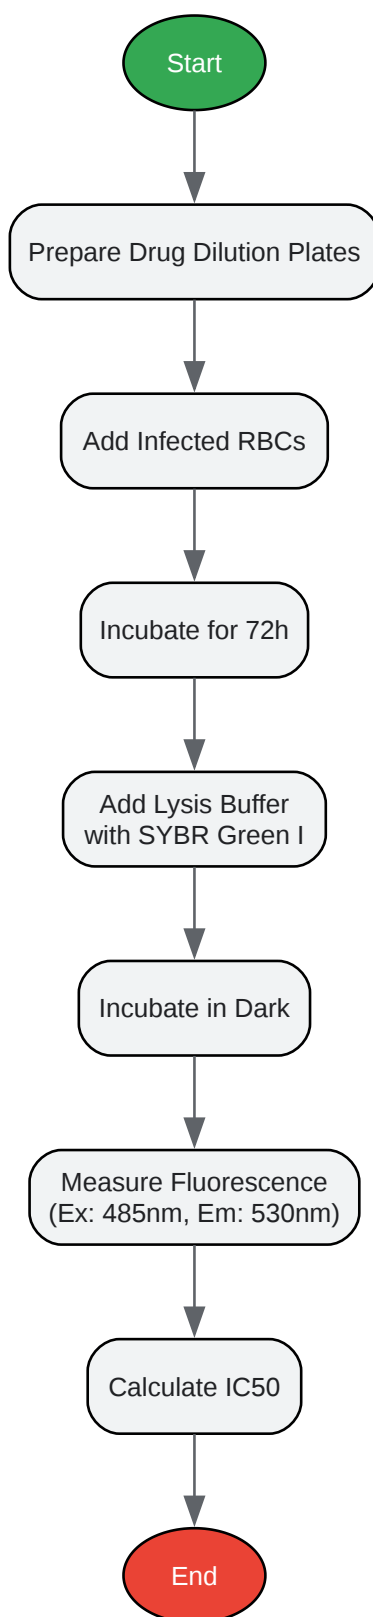 Start
Prepare Drug Dilution Plates
Add Infected RBCs
Incubate for 72h
Add Lysis Buffer
with SYBR Green I
Incubate in Dark
Measure Fluorescence
(Ex: 485nm, Em: 530nm)
Calculate IC50
End